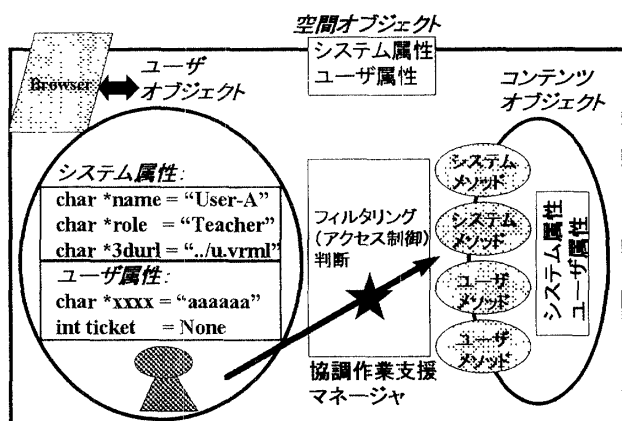 空間オブジェクト
システム属性
ユーザ属性
Browser
ユーザ
オブジェクト
コンテンツ
オブジェクト
システム属性:
char *name = “User-A”
char *role = “Teacher”
char *3durl = “../u.vrml”
ユーザ属性:
char *xxxx = “aaaaaa”
int ticket = None
フィルタリング
(アクセス制御)
判断
協調作業支援
マネージャ
システム
メソッド
システム
メソッド
ユーザ
メソッド
ユーザ
メソッド
システム属性
ユーザ属性